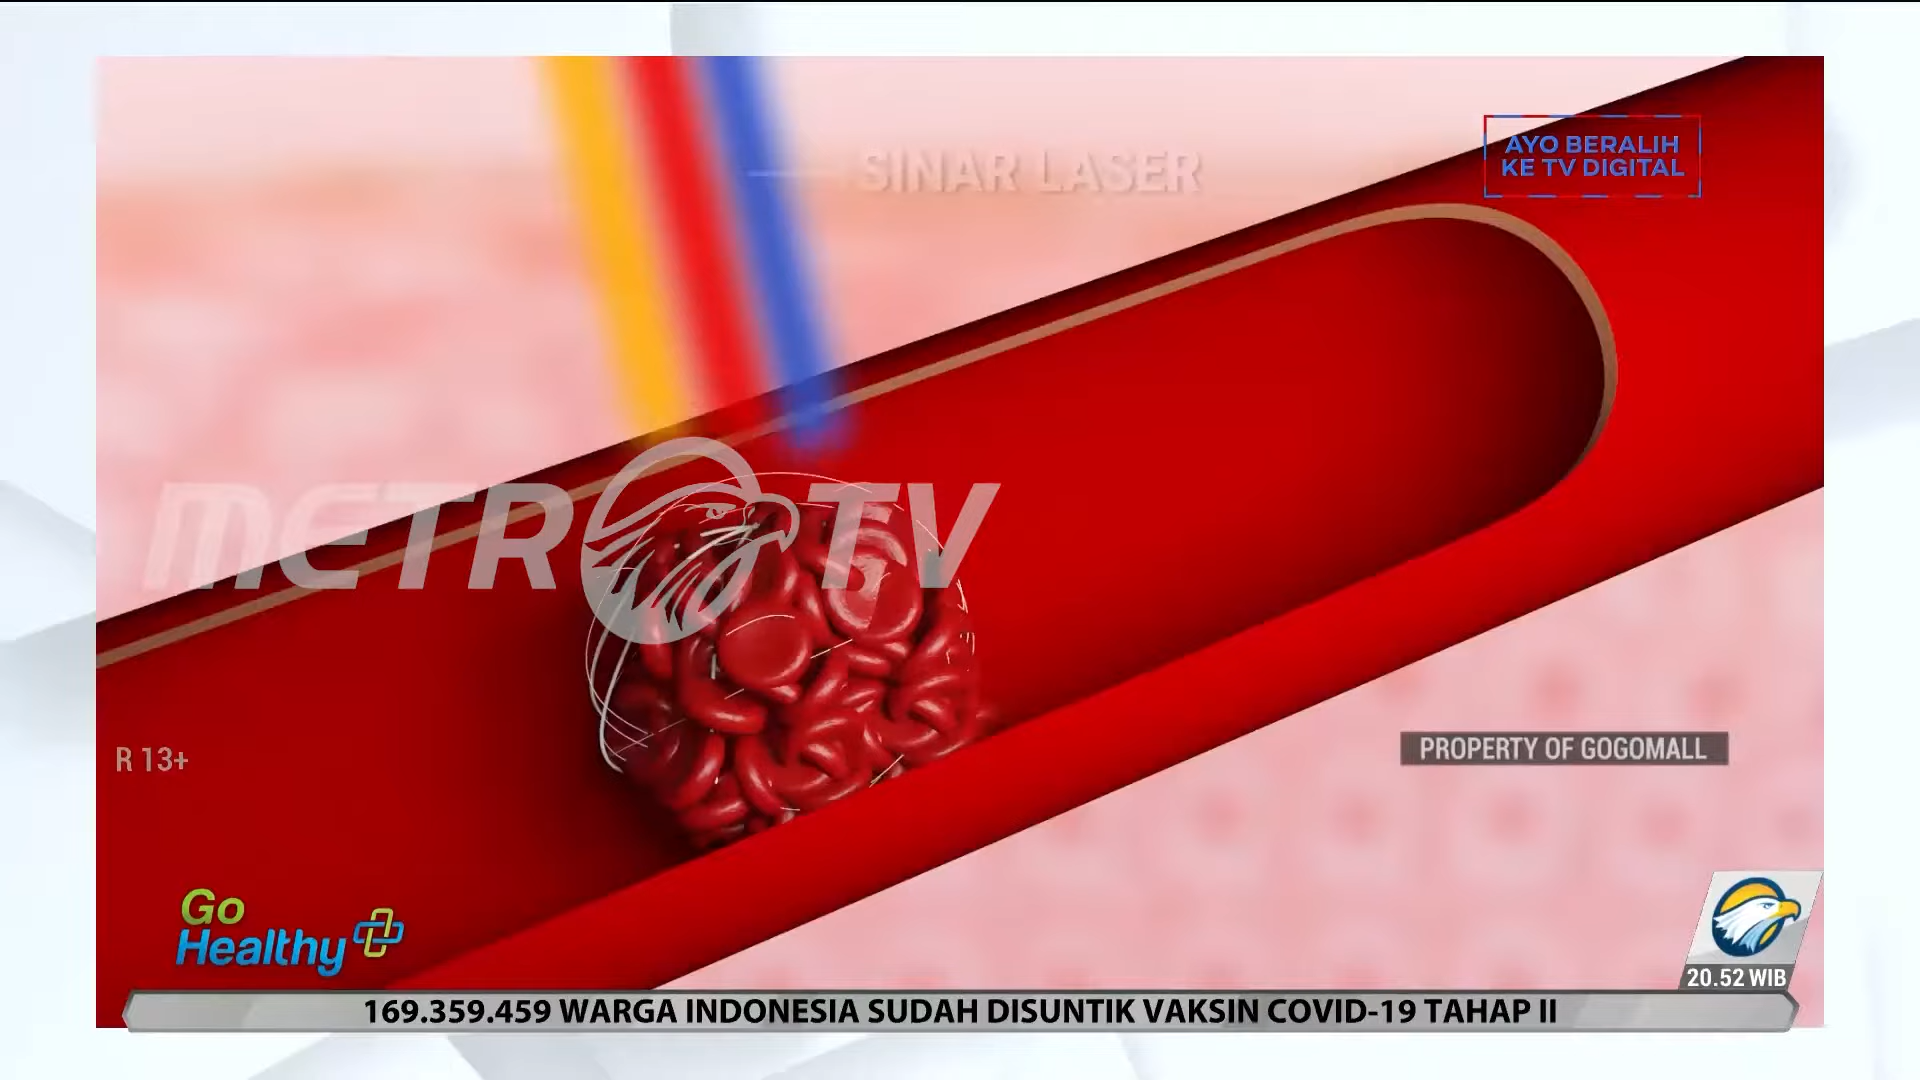 SINAR LASER
AYO BERALIH
KE TV DIGITAL
METRO TV
R 13+
PROPERTY OF GOGOMALL
Go
Healthy
20.52 WIB
169.359.459 WARGA INDONESIA SUDAH DISUNTIK VAKSIN COVID-19 TAHAP II